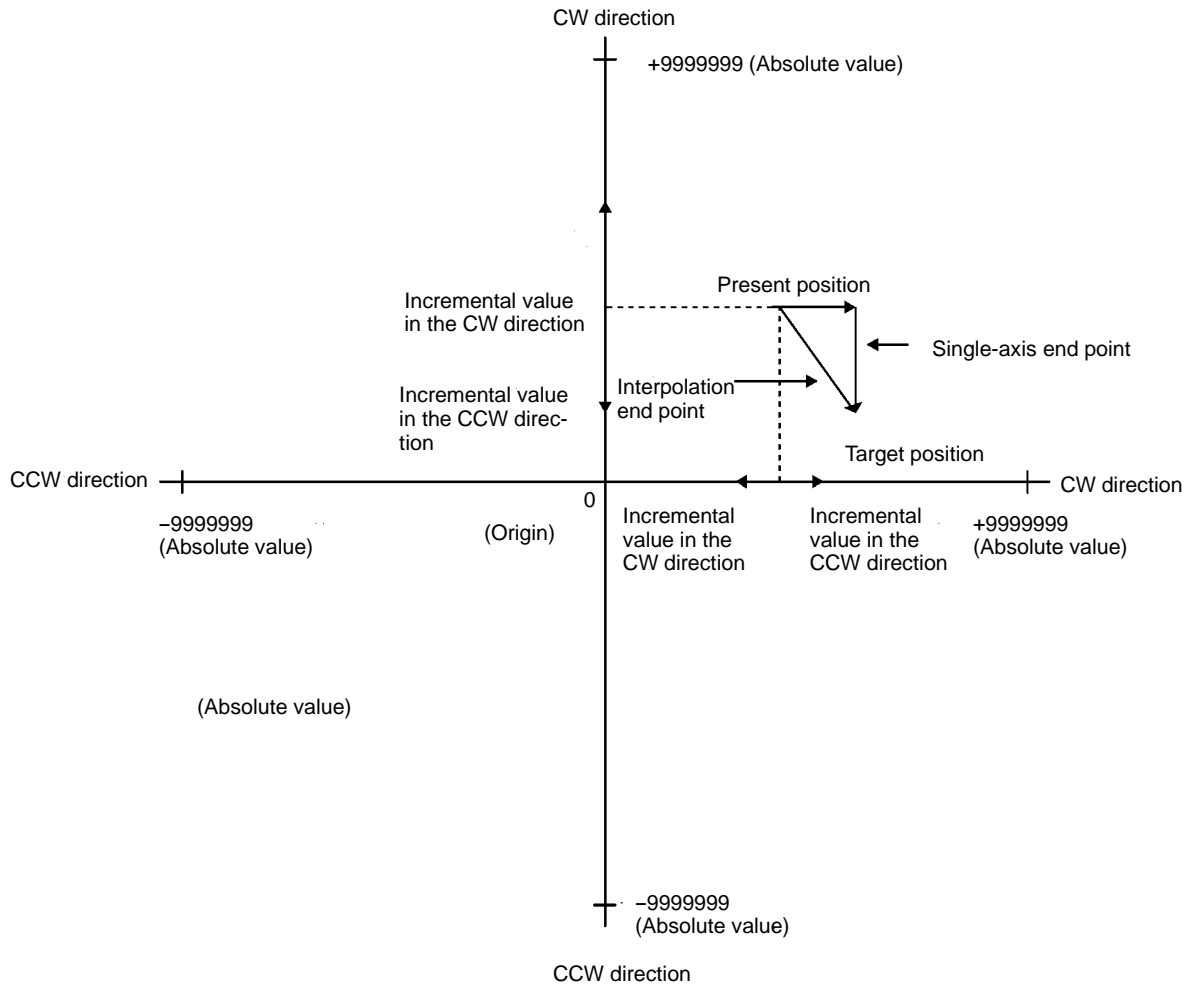 CW direction
+9999999 (Absolute value)
Present position
Incremental value
in the CW direction
Single-axis end point
Interpolation
end point
Incremental value
in the CCW direc-
tion
Target position
CCW direction
CW direction
0
–9999999
(Absolute value)
(Origin)
Incremental
value in the
CW direction
Incremental
value in the
CCW direction
+9999999
(Absolute value)
(Absolute value)
–9999999
(Absolute value)
CCW direction